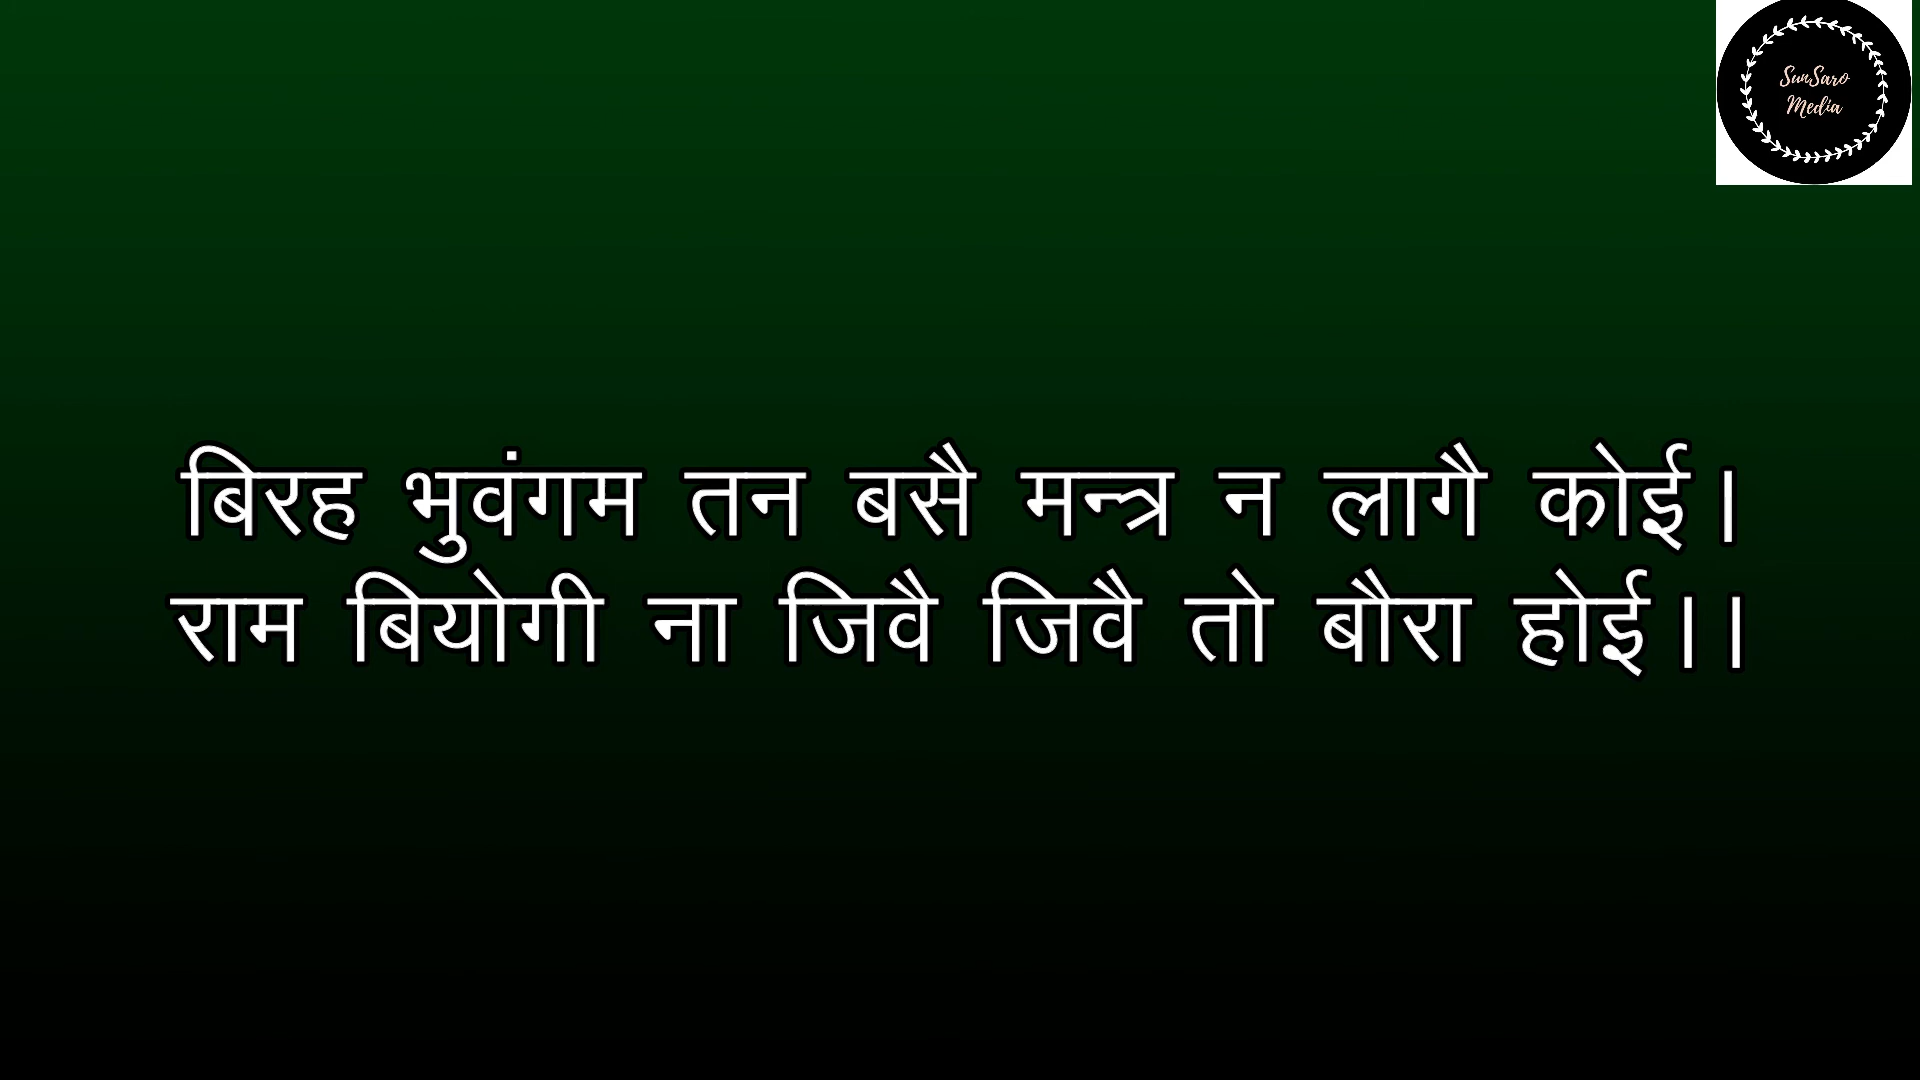 SunSaro
Media
बिरह भुवंगम तन बसै मन्त्र न लागै कोई।
राम बियोगी ना जिवै जिवै तो बौरा होई।।